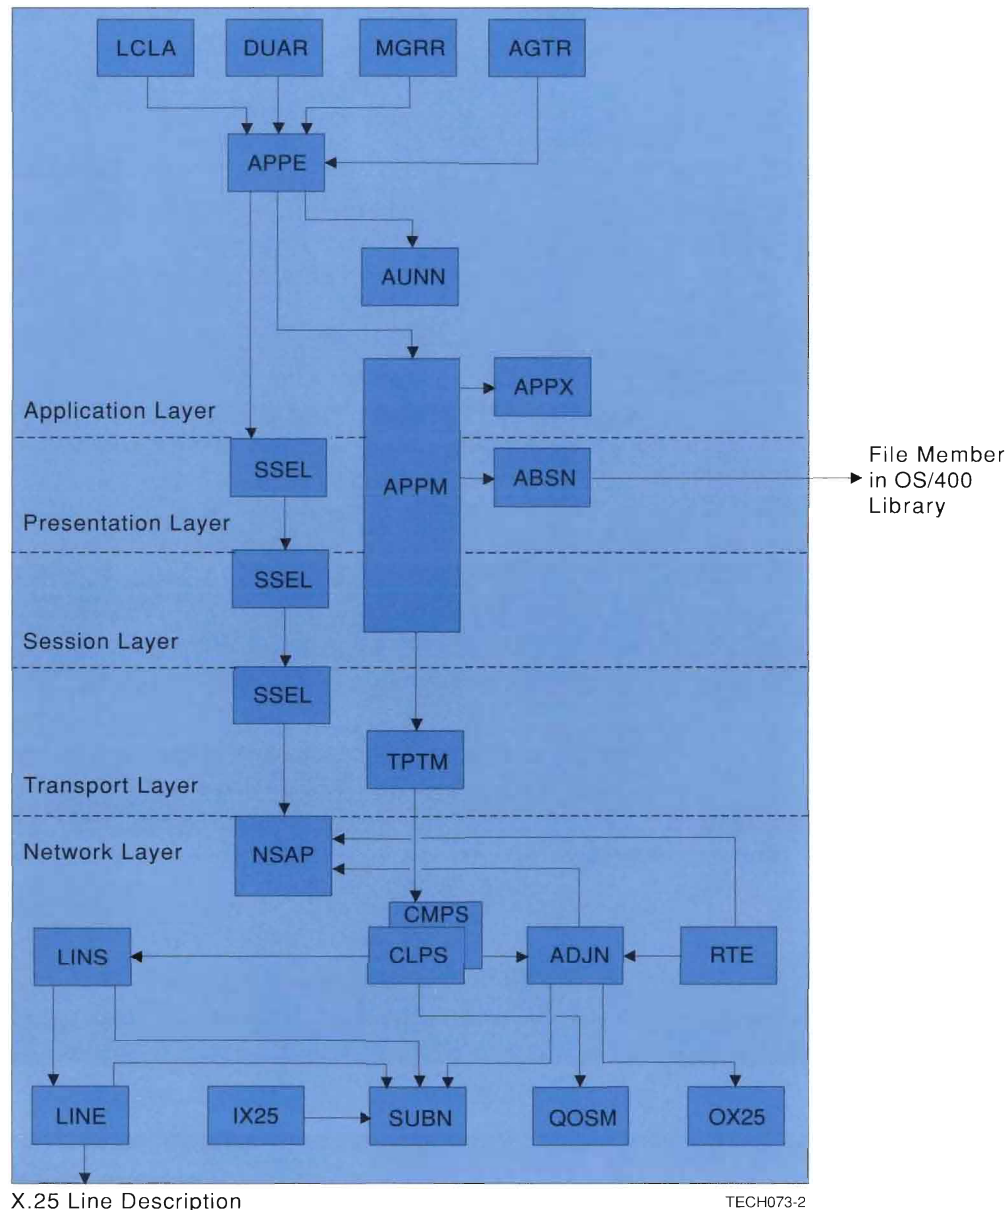 LCLA
DUAR
MGRR
AGTR
APPE
AUNN
APPX
Application Layer
SSEL
APPM
ABSN
File Member
in OS/400
Library
Presentation Layer
SSEL
Session Layer
SSEL
TPTM
Transport Layer
Network Layer
NSAP
CMPS
LINS
CLPS
ADJN
RTE
LINE
IX25
SUBN
QOSM
OX25
X.25 Line Description
TECH073-2